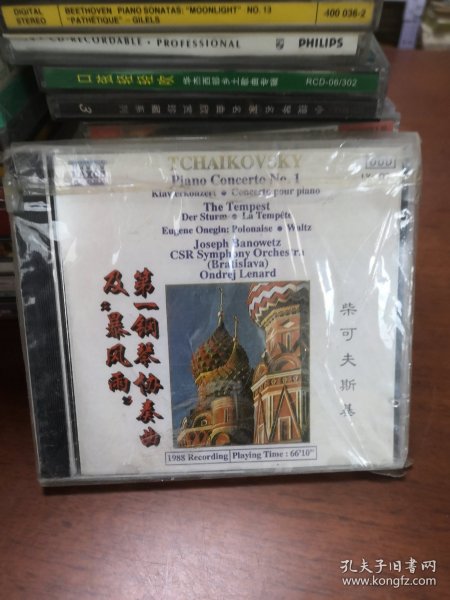 DIGITAL
STEREO
BEETHOVEN PIANO SONATAS: "MOONLIGHT" NO. 13
"PATHÉTIQUE" – GILELS
400 036-2
CD-RECORDABLE • PROFESSIONAL
PHILIPS
RCD-06/302
3
TCHAIKOVSKY
DDD
Piano Concerto No. 1
Klavierkonzert • Concerto pour piano
The Tempest
Der Sturm • La Tempête
Eugene Onegin: Polonaise • Waltz
Joseph Banowetz
CSR Symphony Orchestra
(Bratislava)
Ondrej Lenard
第一鋼琴协奏曲
及“暴风雨”
柴可夫斯基
1988 Recording
Playing Time : 66'10"
孔夫子旧书网
www.kongfz.com